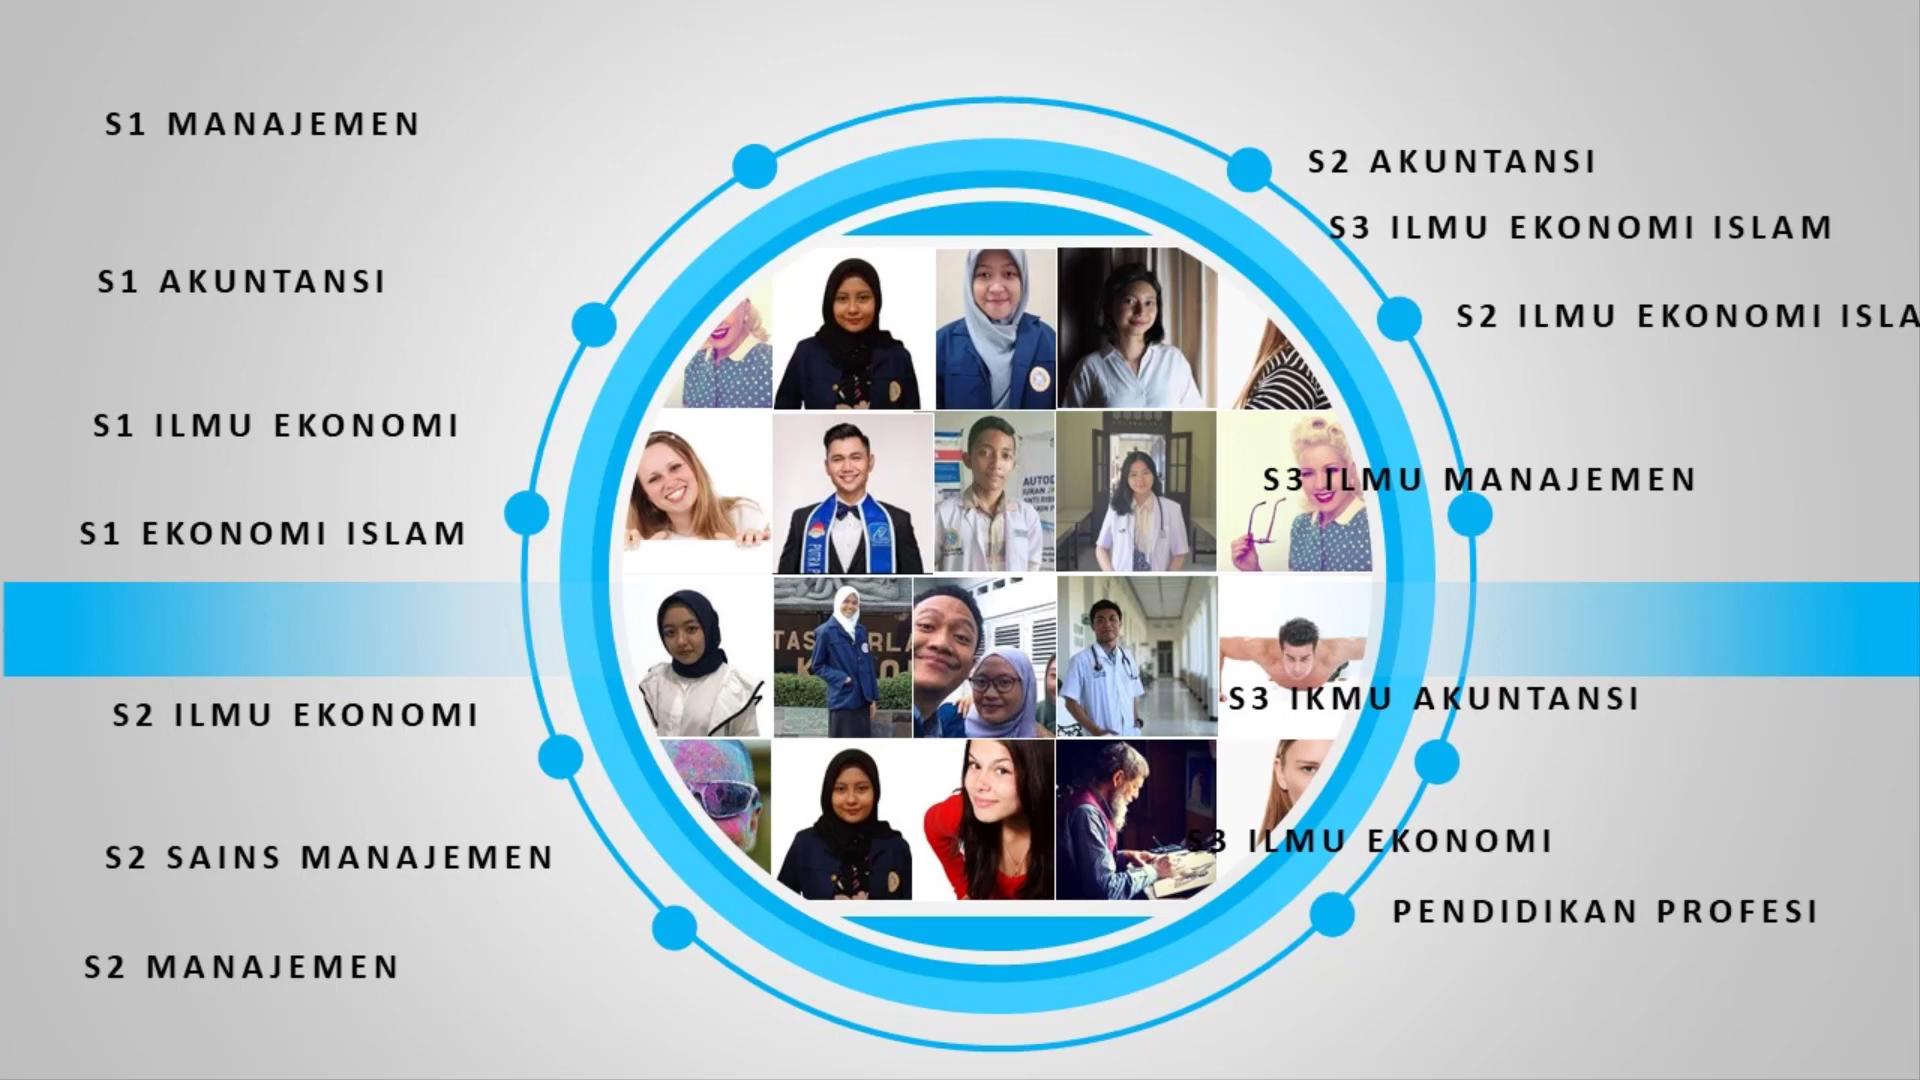 S1 MANAJEMEN
S1 AKUNTANSI
S1 ILMU EKONOMI
S1 EKONOMI ISLAM
S2 ILMU EKONOMI
S2 SAINS MANAJEMEN
S2 MANAJEMEN
S2 AKUNTANSI
S3 ILMU EKONOMI ISLAM
S2 ILMU EKONOMI ISLA
S3 ILMU MANAJEMEN
S3 IKMU AKUNTANSI
S3 ILMU EKONOMI
PENDIDIKAN PROFESI